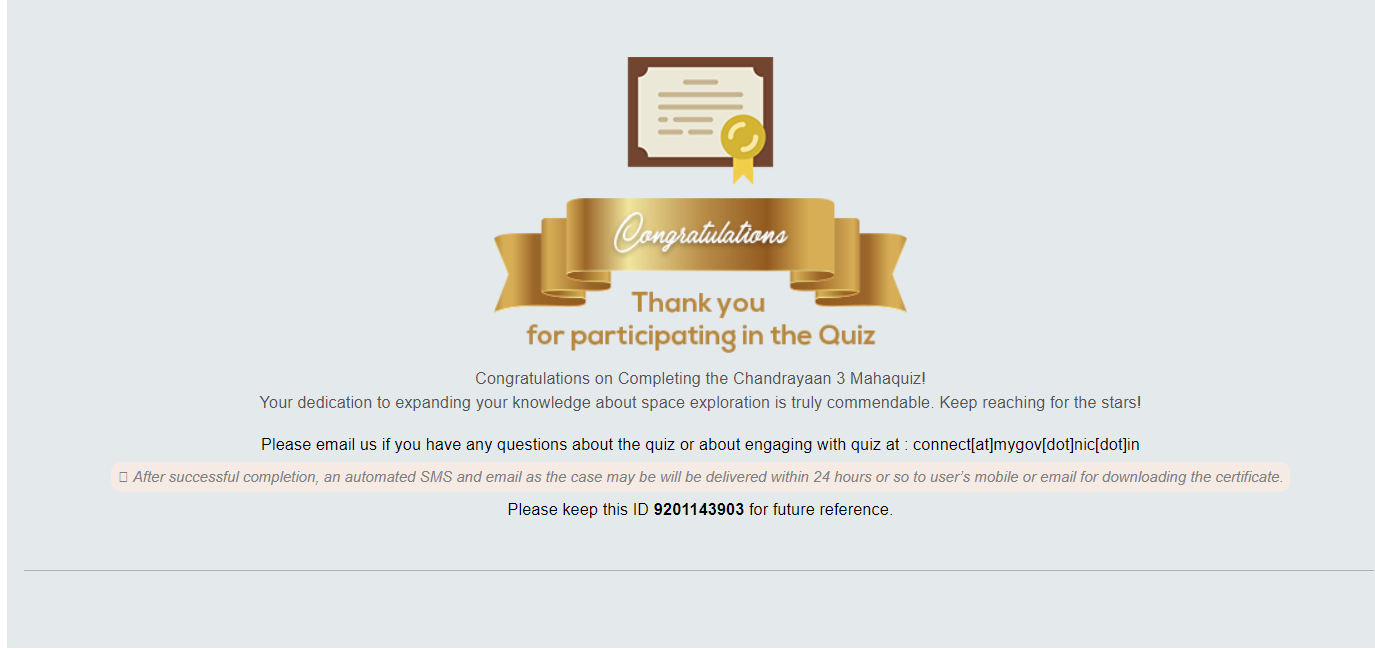 Congratulations
Thank you
for participating in the Quiz
Congratulations on Completing the Chandrayaan 3 Mahaquiz!
Your dedication to expanding your knowledge about space exploration is truly commendable. Keep reaching for the stars!
Please email us if you have any questions about the quiz or about engaging with quiz at : connect[at]mygov[dot]nic[dot]in
After successful completion, an automated SMS and email as the case may be will be delivered within 24 hours or so to user’s mobile or email for downloading the certificate.
Please keep this ID 9201143903 for future reference.